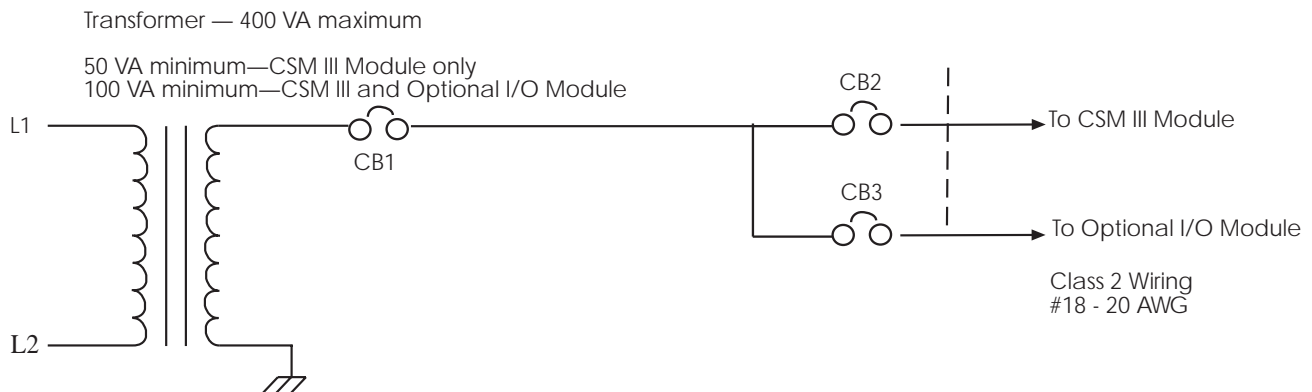 Transformer — 400 VA maximum
50 VA minimum—CSM III Module only
100 VA minimum—CSM III and Optional I/O Module
L1
CB1
CB2
To CSM III Module
CB3
To Optional I/O Module
Class 2 Wiring
#18 - 20 AWG
L2